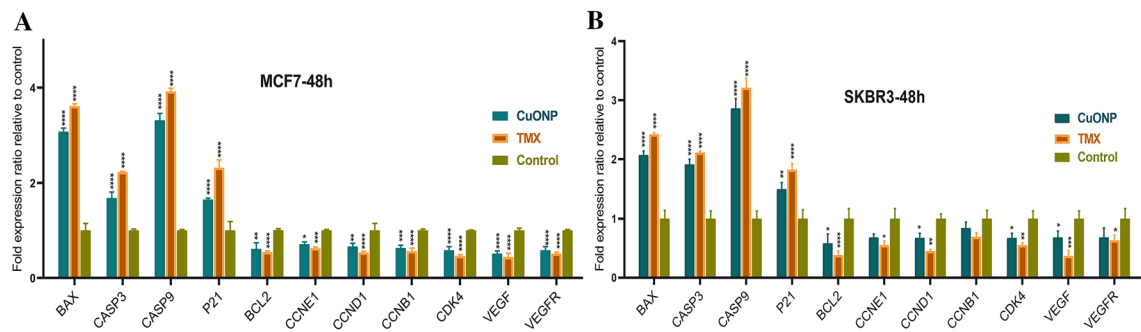 A
Fold expression ratio relative to control
4
2
0
MCF7-48h
CuONP
TMX
Control
**** **** **** **** **** **** **** **** ** **** * *** ** **** *** **** **** **** **** **** **** ****
BAX CASP3 CASP9 P21 BCL2 CCNE1 CCND1 CCNB1 CDK4 VEGF VEGFR
B
Fold expression ratio relative to control
4
3
2
1
0
SKBR3-48h
CuONP
TMX
Control
**** **** **** **** **** **** ** **** * **** * * ** * ** * *** *
BAX CASP3 CASP9 P21 BCL2 CCNE1 CCND1 CCNB1 CDK4 VEGF VEGFR